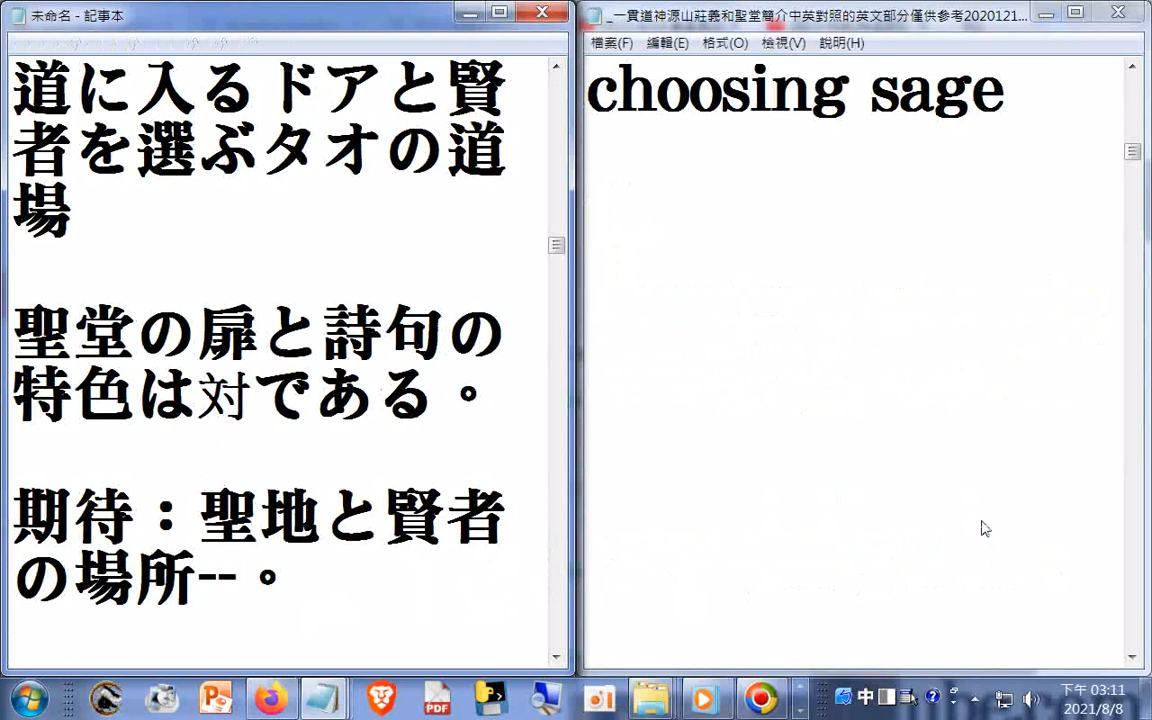 未命名 - 記事本
道に入るドアと賢
者を選ぶタオの道
場
聖堂の扉と詩句の
特色は対である。
期待：聖地と賢者
の場所--。
_一貫道神源山莊義和聖堂簡介中英對照的英文部分僅供參考2020121...
檔案(F) 編輯(E) 格式(O) 檢視(V) 說明(H)
choosing sage
中
下午 03:11
2021/8/8